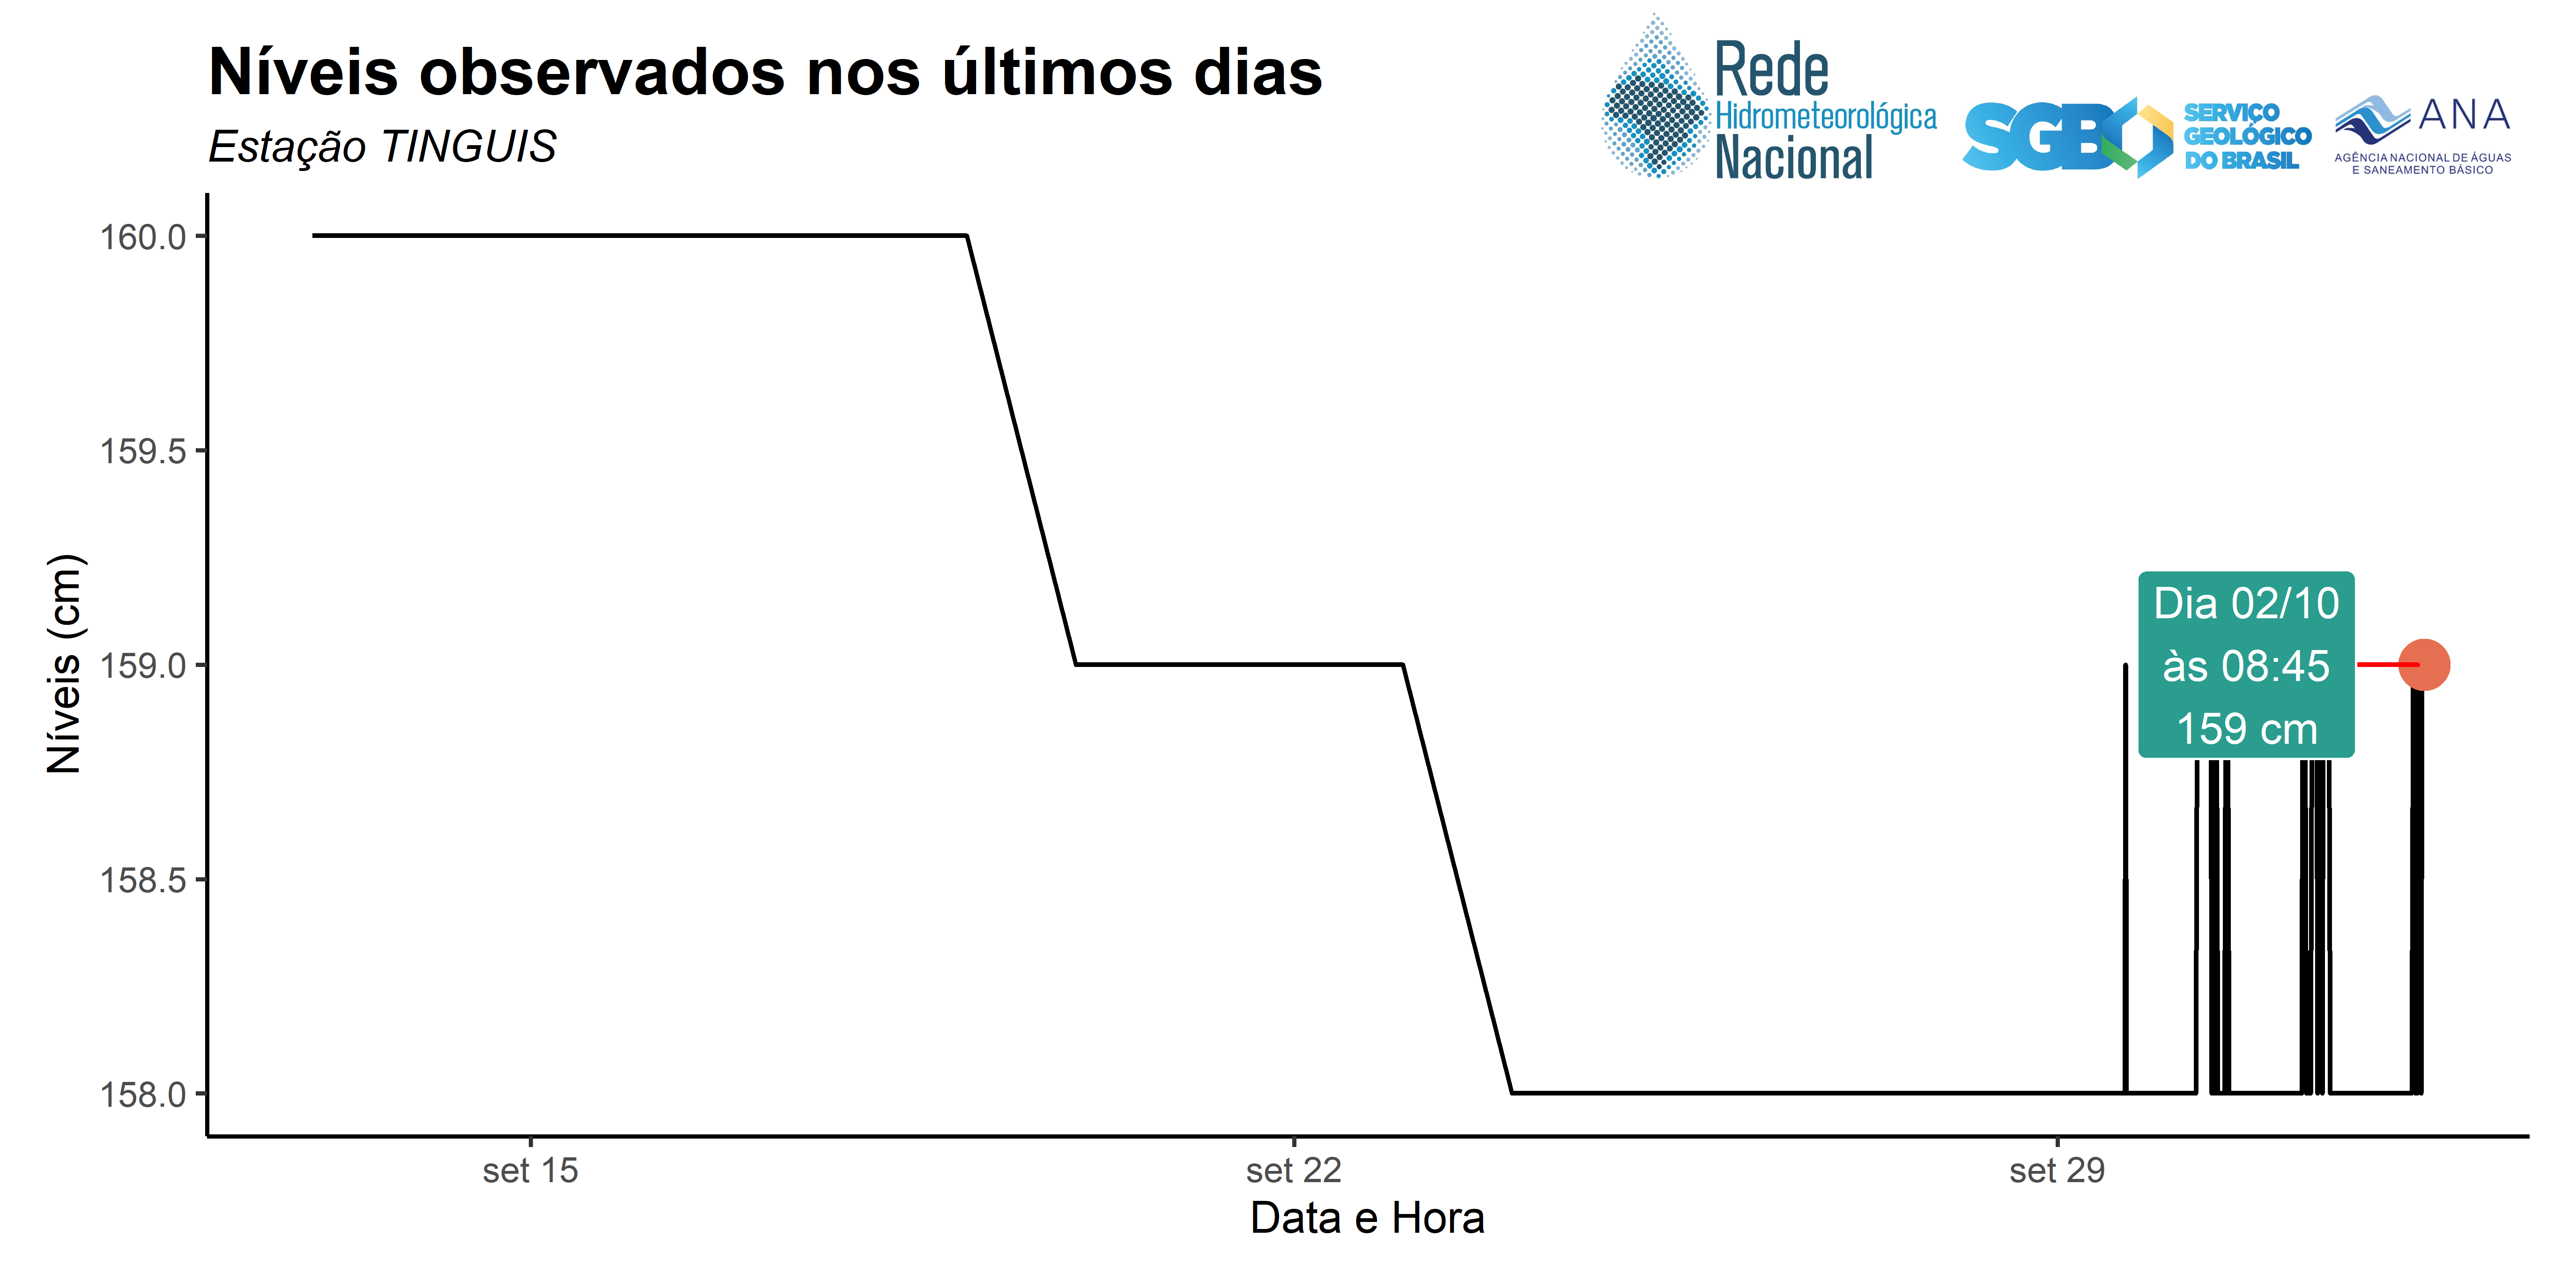 Níveis observados nos últimos dias
Estação TINGUIS
Rede
Hidrometeorológica
Nacional
SGB
SERVIÇO
GEOLÓGICO
DO BRASIL
ANA
AGÊNCIA NACIONAL DE ÁGUAS
E SANEAMENTO BÁSICO
Níveis (cm)
160.0
159.5
159.0
158.5
158.0
Dia 02/10
às 08:45
159 cm
set 15
set 22
set 29
Data e Hora